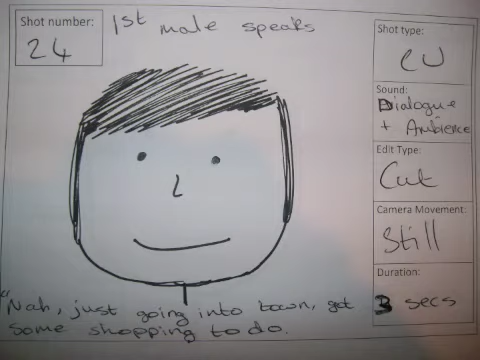 Shot number:
24
1st male speaks
Shot type:
CU
Sound:
Dialogue
+ Ambience
Edit Type:
Cut
Camera Movement:
Still
Duration:
3 secs
"Nah, just going into town, got
some shopping to do.